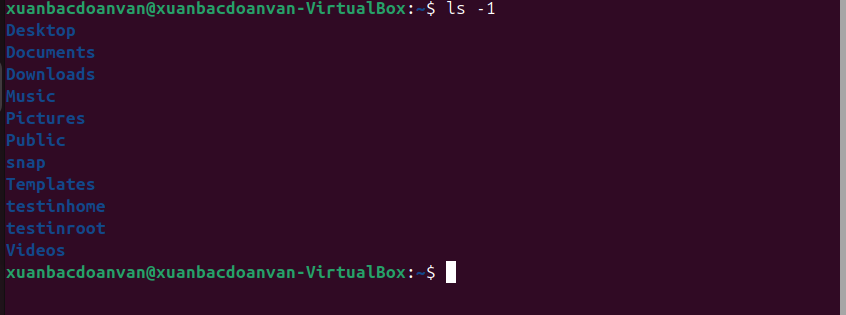 xuanbacdoanvan@xuanbacdoanvan-VirtualBox:~$ ls -1
Desktop
Documents
Downloads
Music
Pictures
Public
snap
Templates
testinhome
testinroot
Videos
xuanbacdoanvan@xuanbacdoanvan-VirtualBox:~$